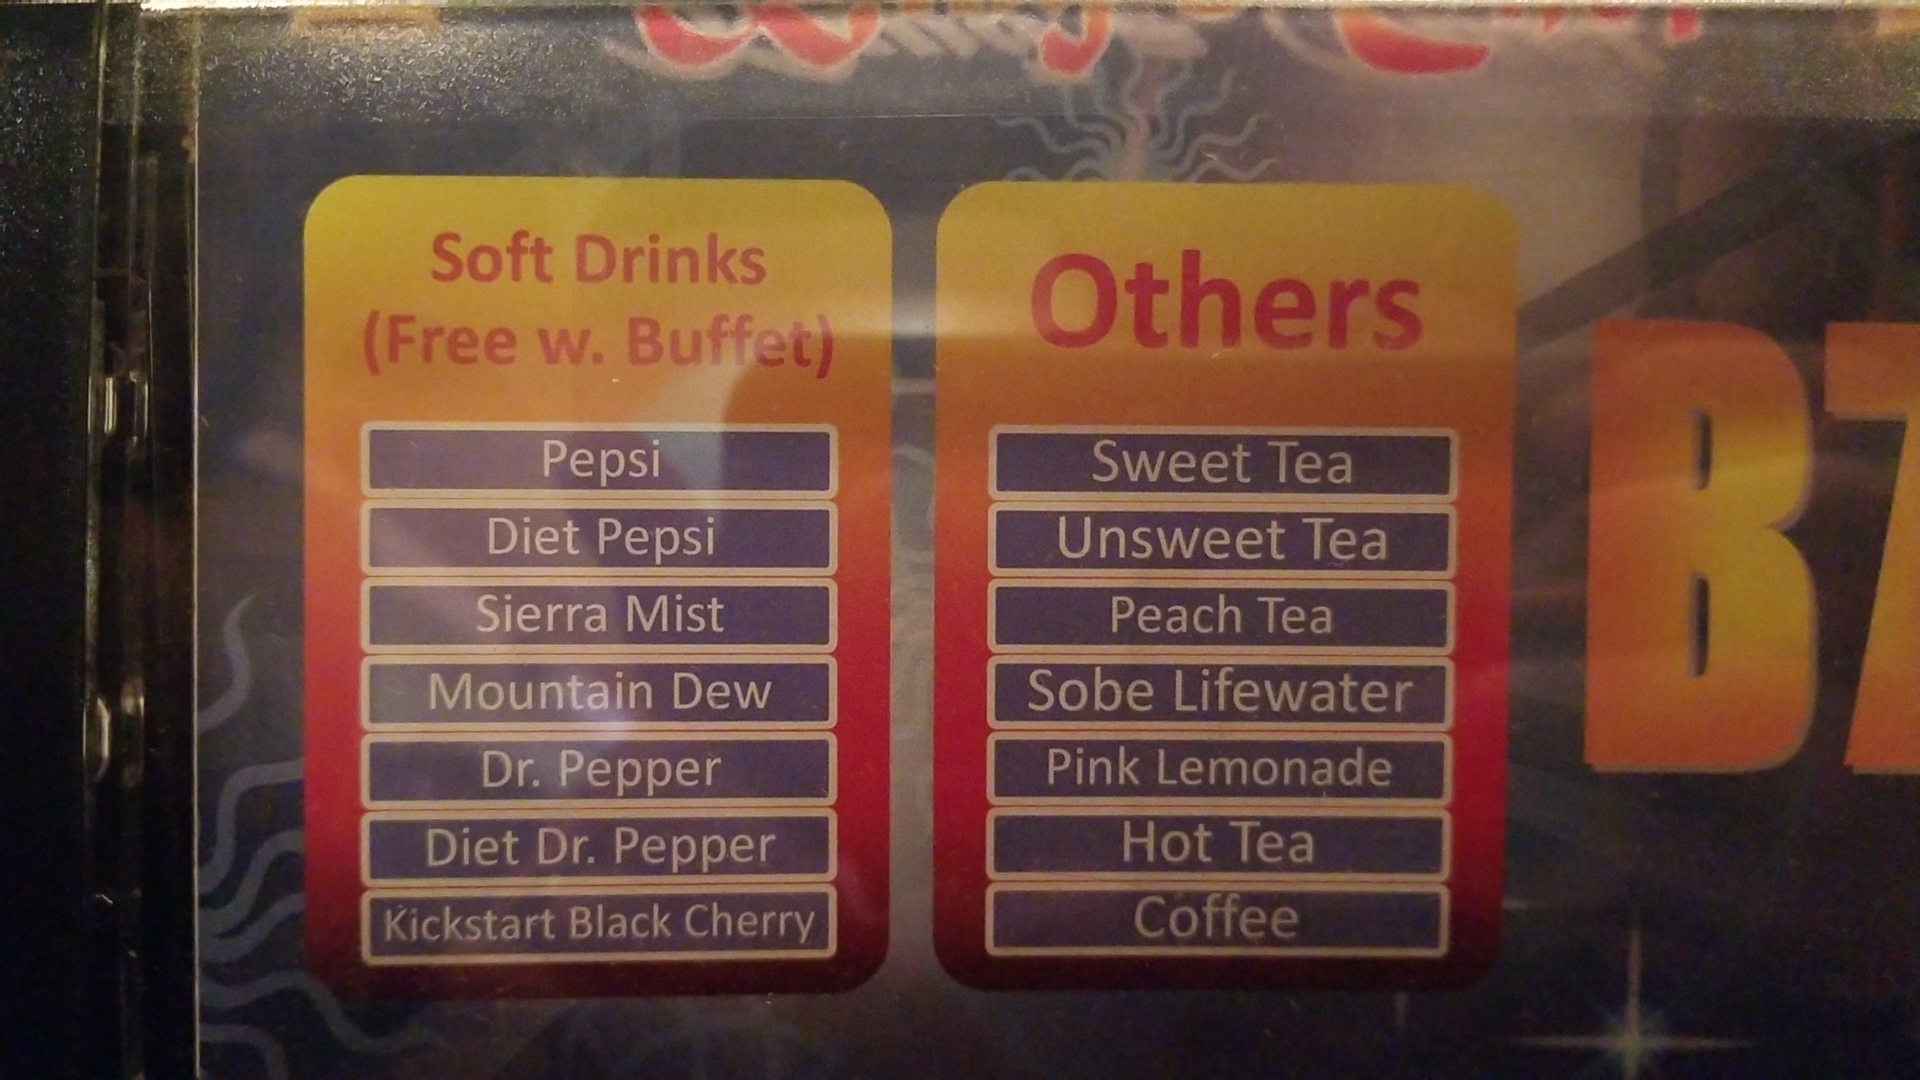 Soft Drinks
(Free w. Buffet)
Pepsi
Diet Pepsi
Sierra Mist
Mountain Dew
Dr. Pepper
Diet Dr. Pepper
Kickstart Black Cherry
Others
Sweet Tea
Unsweet Tea
Peach Tea
Sobe Lifewater
Pink Lemonade
Hot Tea
Coffee